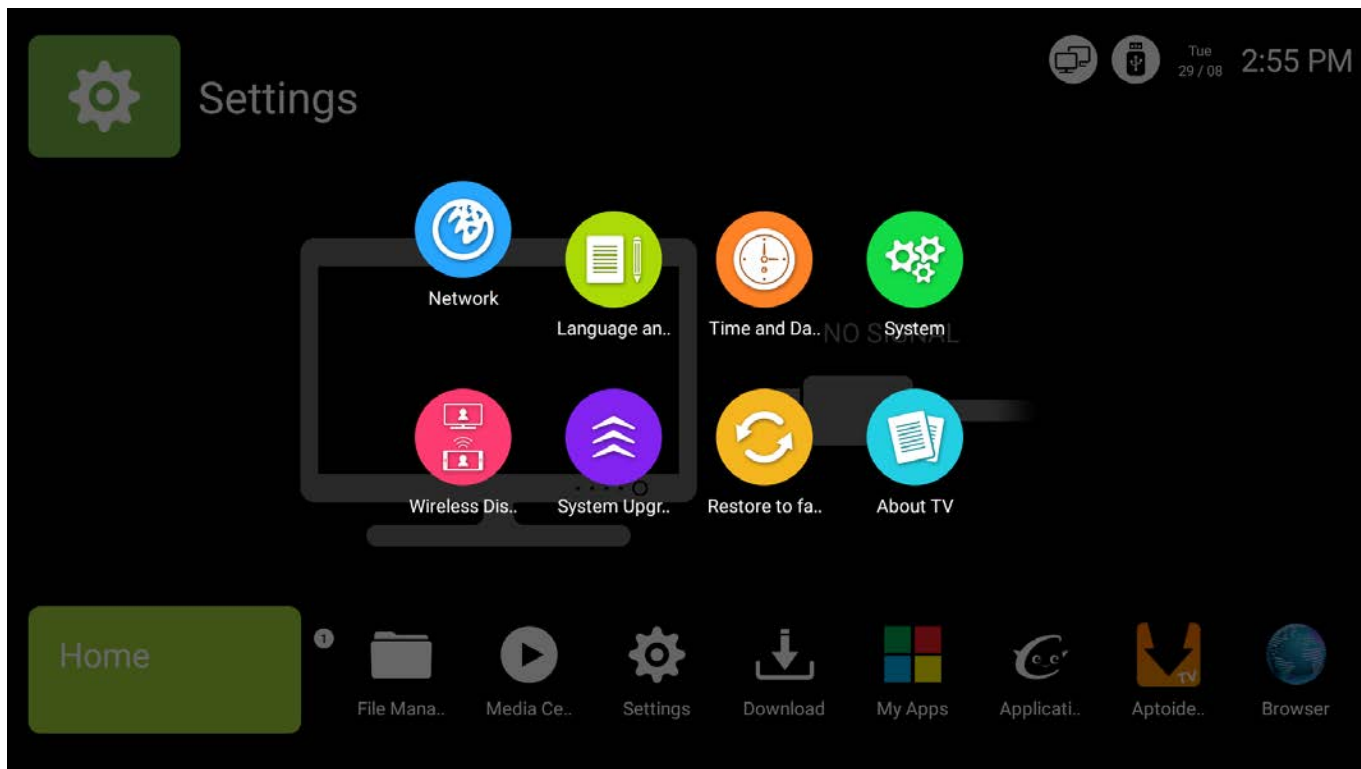 Settings
Tue
29 / 08
2:55 PM
Network
Language an..
Time and Da..
System
NO SIGNAL
Wireless Dis..
System Upgr..
Restore to fa..
About TV
Home
1
File Mana..
Media Ce..
Settings
Download
My Apps
Applicati..
TV
Aptoide..
Browser